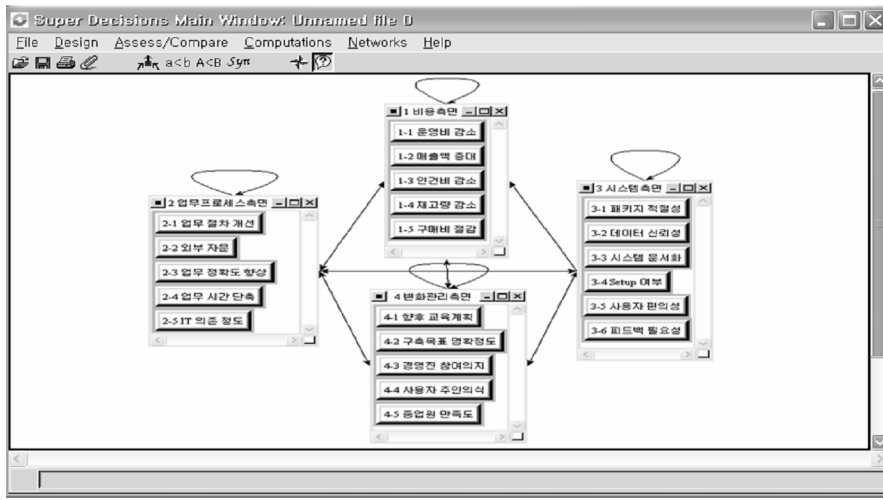 Super Decisions Main Window: Unnamed file 0
File Design Assess/Compare Computations Networks Help
a<b A<B Syn
1 비용측면
1-1 운영비 감소
1-2 매출액 증대
1-3 인건비 감소
1-4 재고량 감소
1-5 구매비 절감
2 업무프로세스측면
2-1 업무 절차 개선
2-2 외부 자문
2-3 업무 정확도 향상
2-4 업무 시간 단축
2-5 IT 의존 정도
3 시스템측면
3-1 패키지 적절성
3-2 데이터 신뢰성
3-3 시스템 문서화
3-4 Setup 여부
3-5 사용자 편의성
3-6 피드백 필요성
4 변화관리측면
4-1 향후 교육계획
4-2 구축목표 명확정도
4-3 경영진 참여의지
4-4 사용자 주인의식
4-5 종업원 만족도